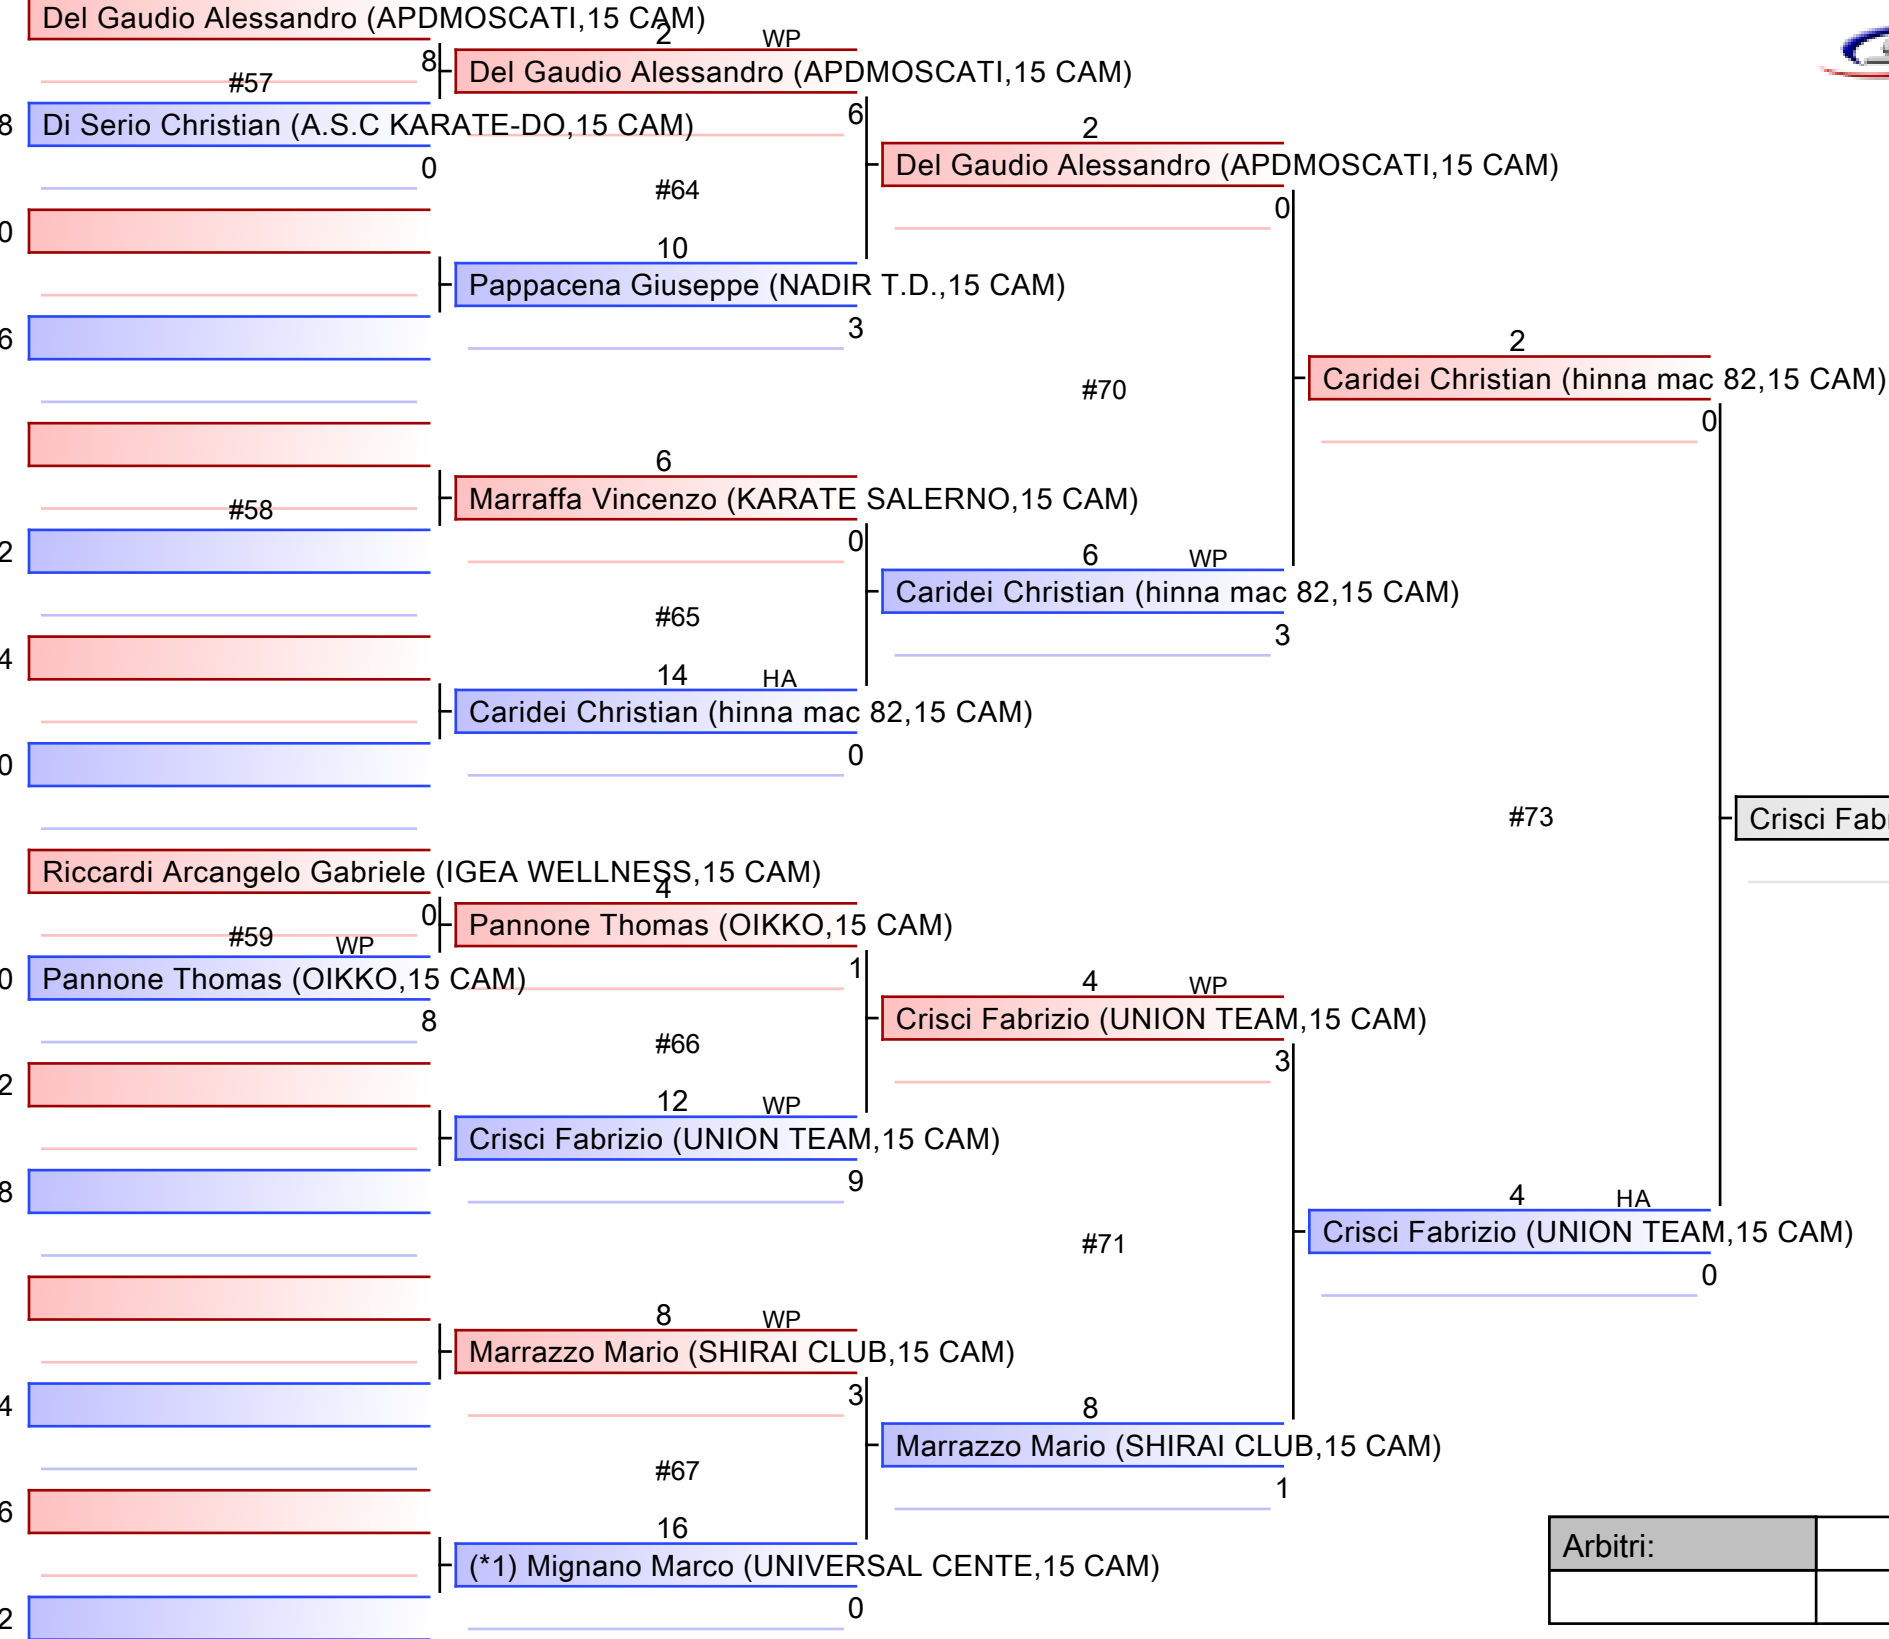 Del Gaudio Alessandro (APDMOSCATI,15 CAM)
8
#57
8 Di Serio Christian (A.S.C KARATE-DO,15 CAM)
0
0
6
#58
2
4
0
Riccardi Arcangelo Gabriele (IGEA WELLNESS,15 CAM)
0
#59 WP
0 Pannone Thomas (OIKKO,15 CAM)
8
2
8
4
6
2
2 WP
Del Gaudio Alessandro (APDMOSCATI,15 CAM)
6
#64
10
Pappacena Giuseppe (NADIR T.D.,15 CAM)
3
6
Marraffa Vincenzo (KARATE SALERNO,15 CAM)
0
#65
14 HA
Caridei Christian (hinna mac 82,15 CAM)
0
4
Pannone Thomas (OIKKO,15 CAM)
1
#66
12 WP
Crisci Fabrizio (UNION TEAM,15 CAM)
9
8 WP
Marrazzo Mario (SHIRAI CLUB,15 CAM)
3
#67
16
(*1) Mignano Marco (UNIVERSAL CENTE,15 CAM)
0
2
Del Gaudio Alessandro (APDMOSCATI,15 CAM)
0
#70
6 WP
Caridei Christian (hinna mac 82,15 CAM)
3
4 WP
Crisci Fabrizio (UNION TEAM,15 CAM)
3
#71
8
Marrazzo Mario (SHIRAI CLUB,15 CAM)
1
2
Caridei Christian (hinna mac 82,15 CAM)
0
#73
4 HA
Crisci Fabrizio (UNION TEAM,15 CAM)
0
Crisci Fab
Arbitri: